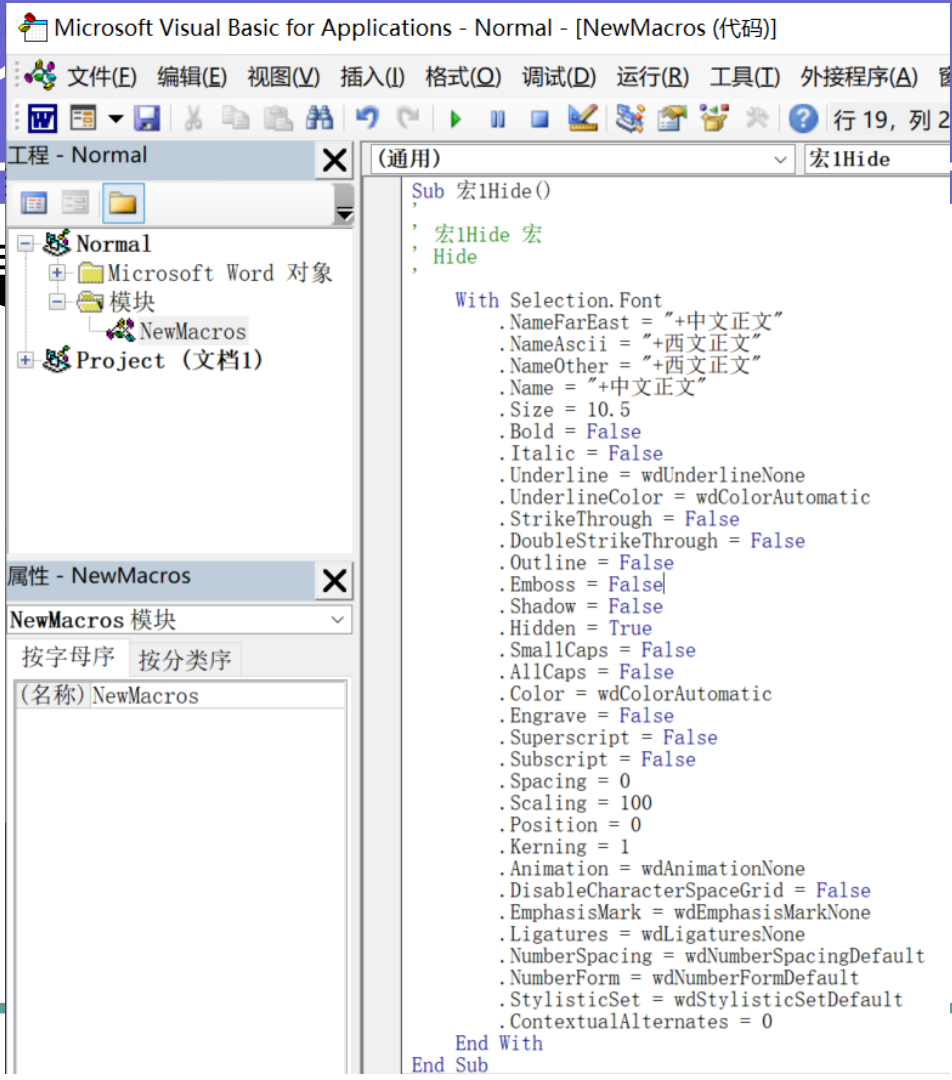 Microsoft Visual Basic for Applications - Normal - [NewMacros (代码)]
文件(F) 编辑(E) 视图(V) 插入(I) 格式(O) 调试(D) 运行(R) 工具(T) 外接程序(A)
行 19, 列 2
工程 - Normal
(通用)
宏1Hide
Normal
Microsoft Word 对象
模块
NewMacros
Project (文档1)
属性 - NewMacros
NewMacros 模块
按字母序 按分类序
(名称) NewMacros
Sub 宏1Hide()
'
' 宏1Hide 宏
' Hide
'
With Selection.Font
.NameFarEast = "+中文正文"
.NameAscii = "+西文正文"
.NameOther = "+西文正文"
.Name = "+中文正文"
.Size = 10.5
.Bold = False
.Italic = False
.Underline = wdUnderlineNone
.UnderlineColor = wdColorAutomatic
.StrikeThrough = False
.DoubleStrikeThrough = False
.Outline = False
.Emboss = False
.Shadow = False
.Hidden = True
.SmallCaps = False
.AllCaps = False
.Color = wdColorAutomatic
.Engrave = False
.Superscript = False
.Subscript = False
.Spacing = 0
.Scaling = 100
.Position = 0
.Kerning = 1
.Animation = wdAnimationNone
.DisableCharacterSpaceGrid = False
.EmphasisMark = wdEmphasisMarkNone
.Ligatures = wdLigaturesNone
.NumberSpacing = wdNumberSpacingDefault
.NumberForm = wdNumberFormDefault
.StylisticSet = wdStylisticSetDefault
.ContextualAlternates = 0
End With
End Sub